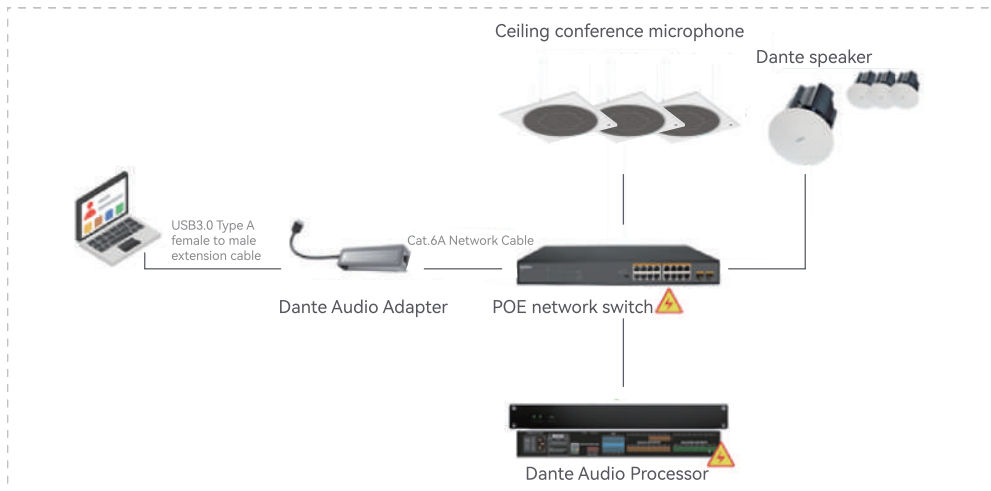 Ceiling conference microphone
Dante speaker
USB3.0 Type A
female to male
extension cable
Cat.6A Network Cable
Dante Audio Adapter
POE network switch
Dante Audio Processor